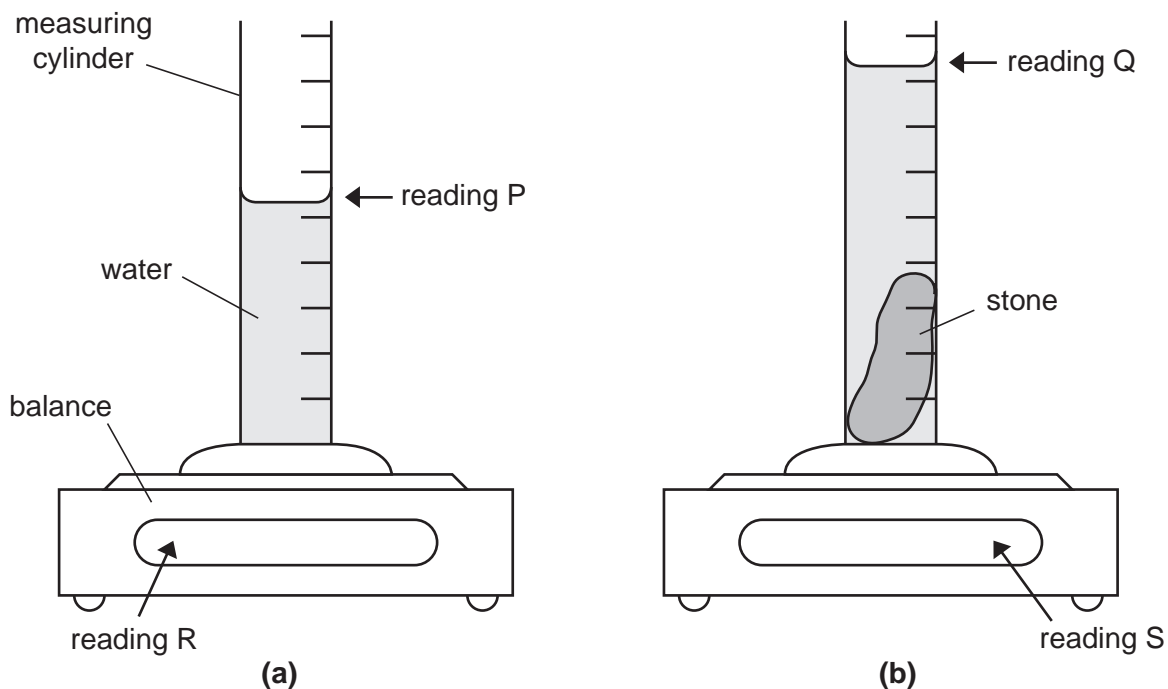 measuring
cylinder
reading P
water
balance
reading R
(a)
reading Q
stone
reading S
(b)